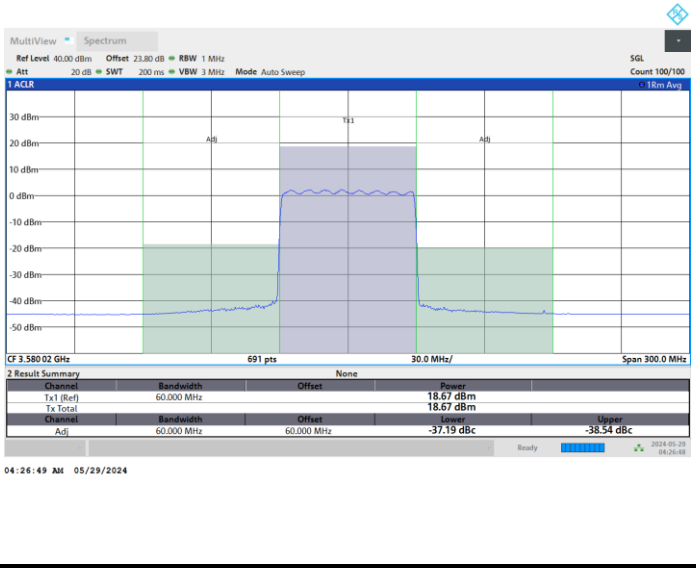 MultiView Spectrum
Ref Level 40.00 dBm Offset 23.80 dB RBW 1 MHz SGL
Att 20 dB SWT 200 ms VBW 3 MHz Mode Auto Sweep Count 100/100
1 ACLR 1Rm Avg
30 dBm
Tx1
20 dBm
Adj Adj
10 dBm
0 dBm
-10 dBm
-20 dBm
-30 dBm
-40 dBm
-50 dBm
CF 3.580 02 GHz 691 pts 30.0 MHz/ Span 300.0 MHz
2 Result Summary None
Channel Bandwidth Offset Power
Tx1 (Ref) 60.000 MHz 18.67 dBm
Tx Total 18.67 dBm
Channel Bandwidth Offset Lower Upper
Adj 60.000 MHz 60.000 MHz -37.19 dBc -38.54 dBc
Ready 2024-05-29
04:26:48
04:26:49 AM 05/29/2024